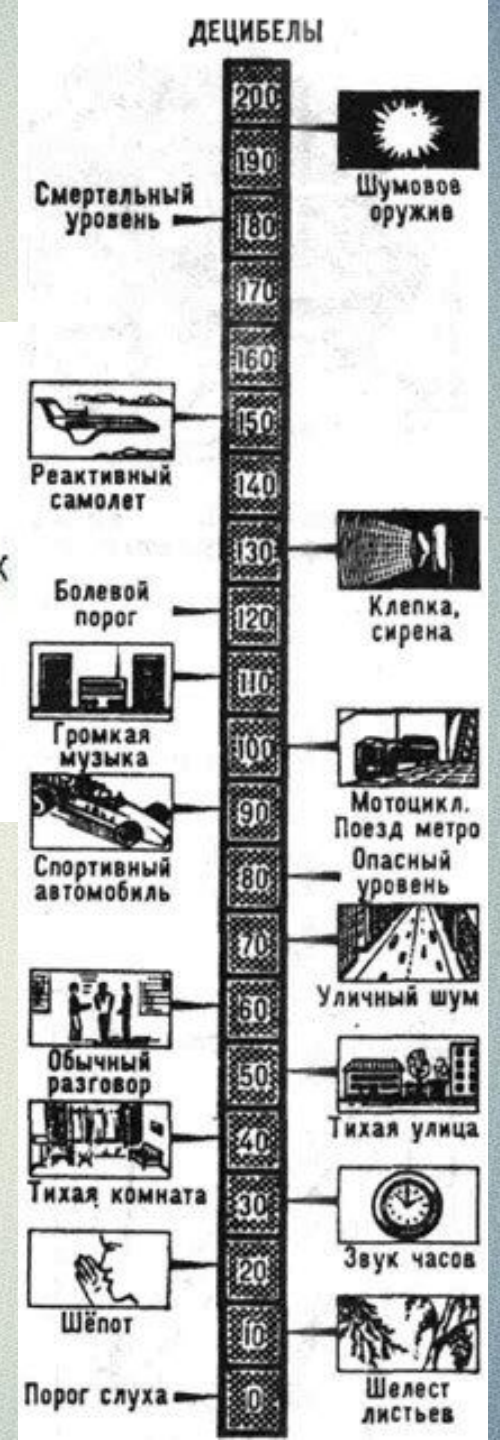 ДЕЦИБЕЛЫ
200
Шумовое
оружив
190
Смертельный
уровень
180
170
160
150
Реактивный
самолет
140
130
Клепка,
сирена
К
Болевой
порог
120
110
Громкая
музыка
100
Мотоцикл.
Поезд метро
90
Спортивный
автомобиль
80
Опасный
уровень
70
Уличный шум
60
Обычный
разговор
50
Тихая улица
40
Тихая комната
30
Звук часов
20
Шёпот
10
Шелест
листьев
Порог слуха
0